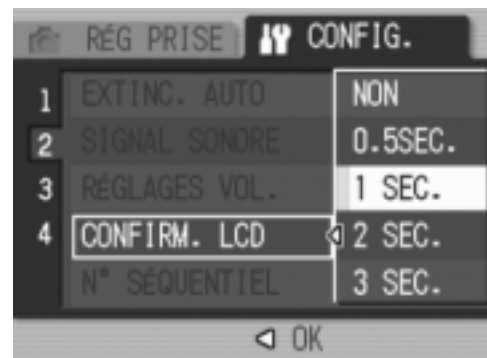 RÉG PRISE CONFIG.
1 EXTINC. AUTO NON
2 SIGNAL SONORE 0.5SEC.
3 RÉGLAGES VOL. 1 SEC.
4 CONFIRM. LCD 2 SEC.
N° SÉQUENTIEL 3 SEC.
OK